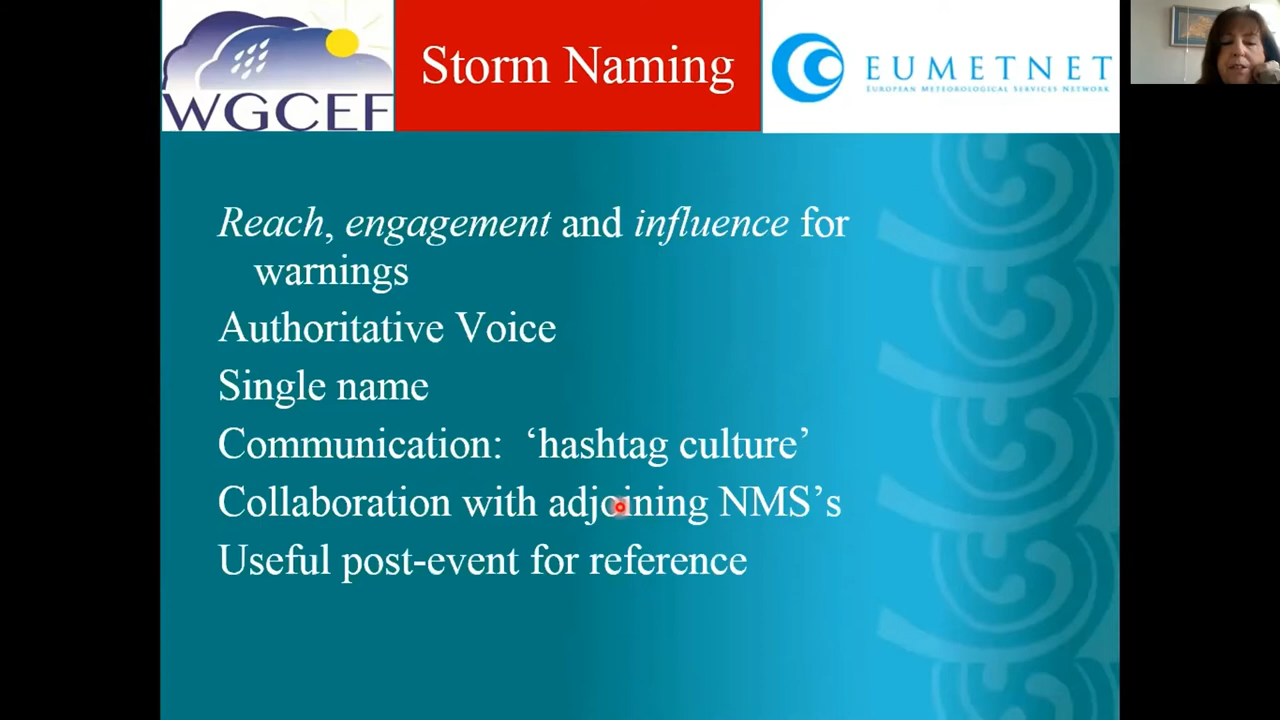 WGCEF
Storm Naming
EUMETNET
EUROPEAN METEOROLOGICAL SERVICES NETWORK
Reach, engagement and influence for
warnings
Authoritative Voice
Single name
Communication: ‘hashtag culture’
Collaboration with adjoining NMS’s
Useful post-event for reference